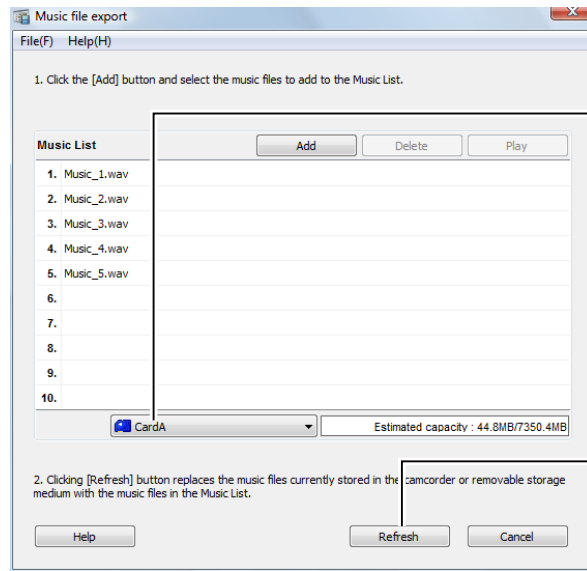 Music file export
File(F) Help(H)
1. Click the [Add] button and select the music files to add to the Music List.
Music List Add Delete Play
1. Music_1.wav
2. Music_2.wav
3. Music_3.wav
4. Music_4.wav
5. Music_5.wav
6.
7.
8.
9.
10.
CardA Estimated capacity : 44.8MB/7350.4MB
2. Clicking [Refresh] button replaces the music files currently stored in the camcorder or removable storage
medium with the music files in the Music List.
Help Refresh Cancel